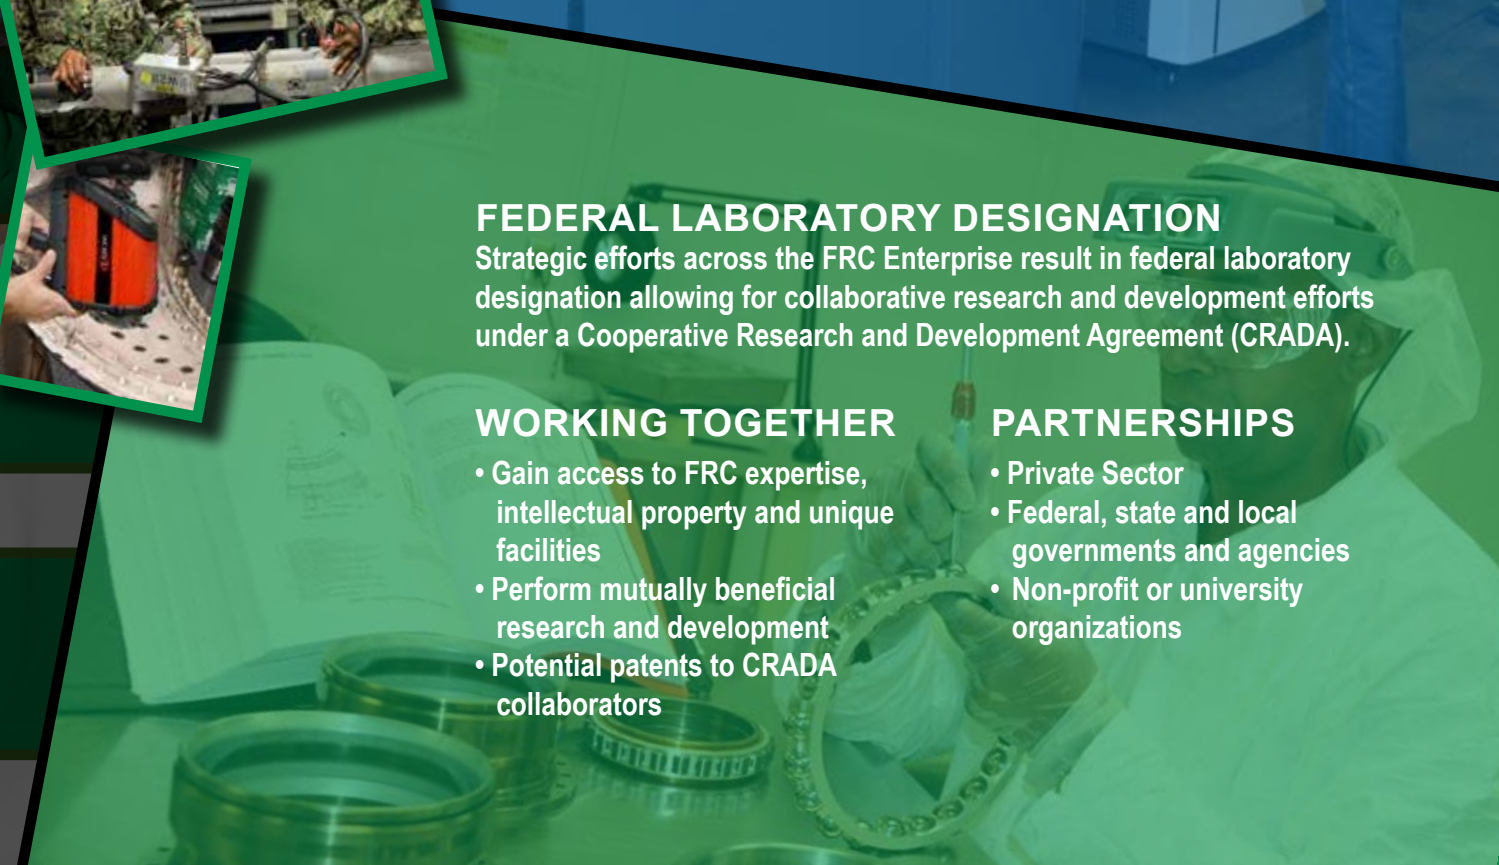 FEDERAL LABORATORY DESIGNATION
Strategic efforts across the FRC Enterprise result in federal laboratory
designation allowing for collaborative research and development efforts
under a Cooperative Research and Development Agreement (CRADA).
WORKING TOGETHER
• Gain access to FRC expertise,
intellectual property and unique
facilities
• Perform mutually beneficial
research and development
• Potential patents to CRADA
collaborators
PARTNERSHIPS
• Private Sector
• Federal, state and local
governments and agencies
• Non-profit or university
organizations